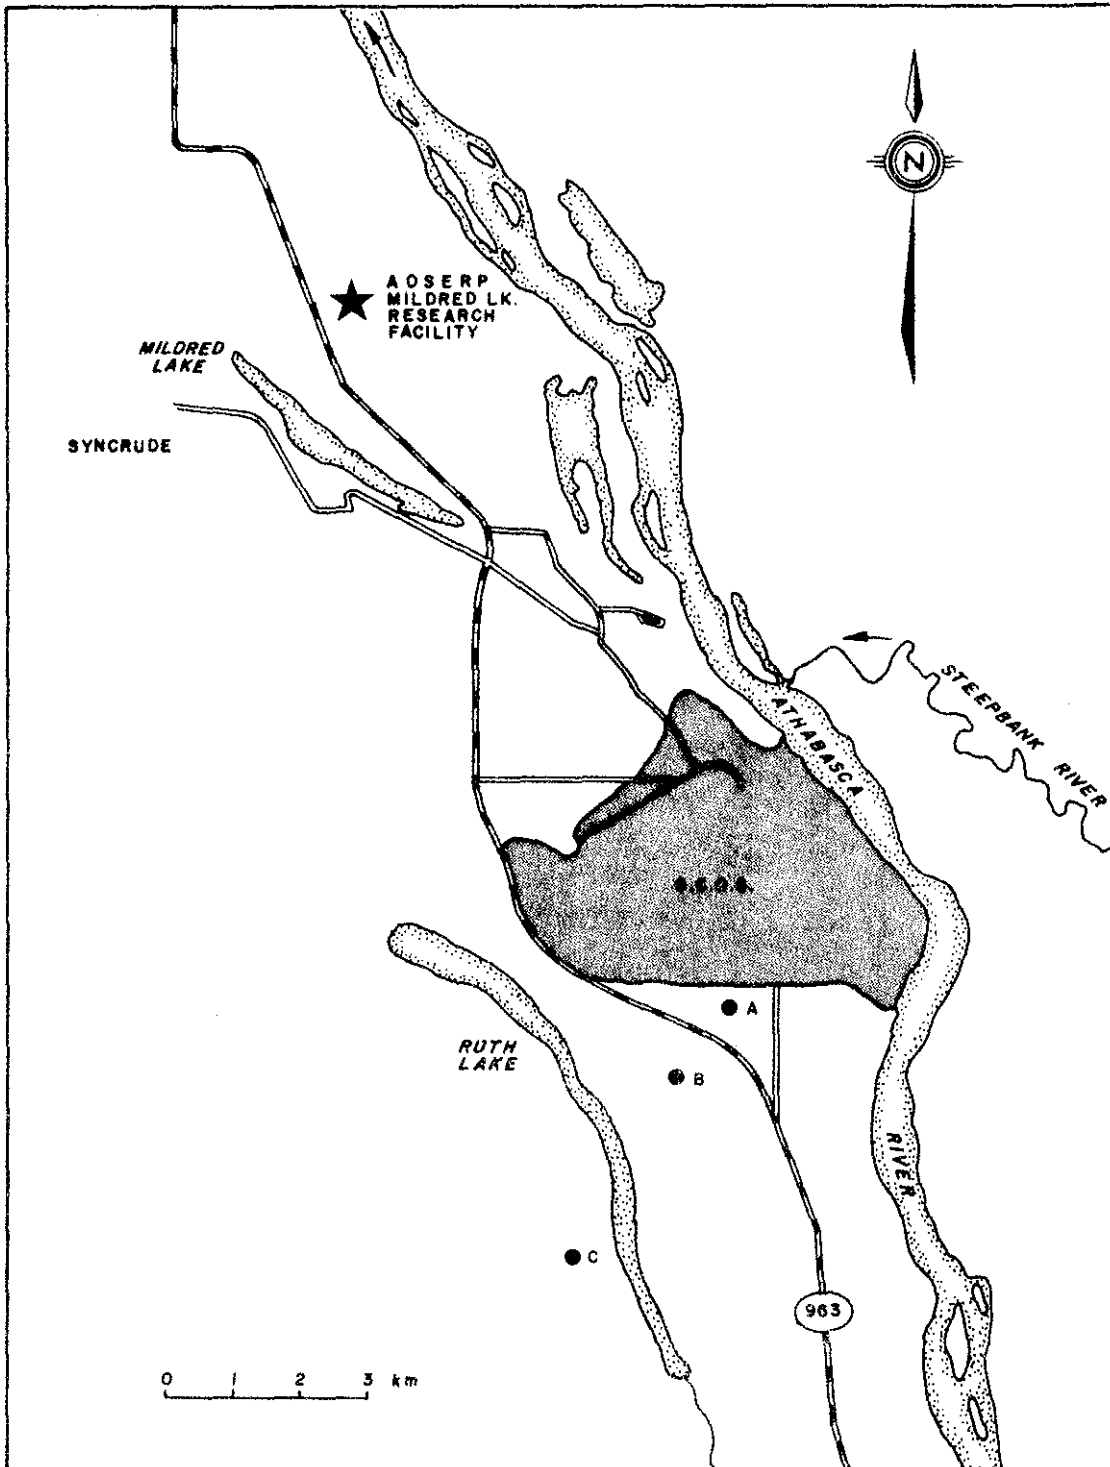 N
AOSERP
MILDRED LK.
RESEARCH
FACILITY
MILDRED
LAKE
SYNCRUDE
STEEPBANK RIVER
ATHABASCA
RUTH
LAKE
A
B
RIVER
C
963
0 1 2 3 km